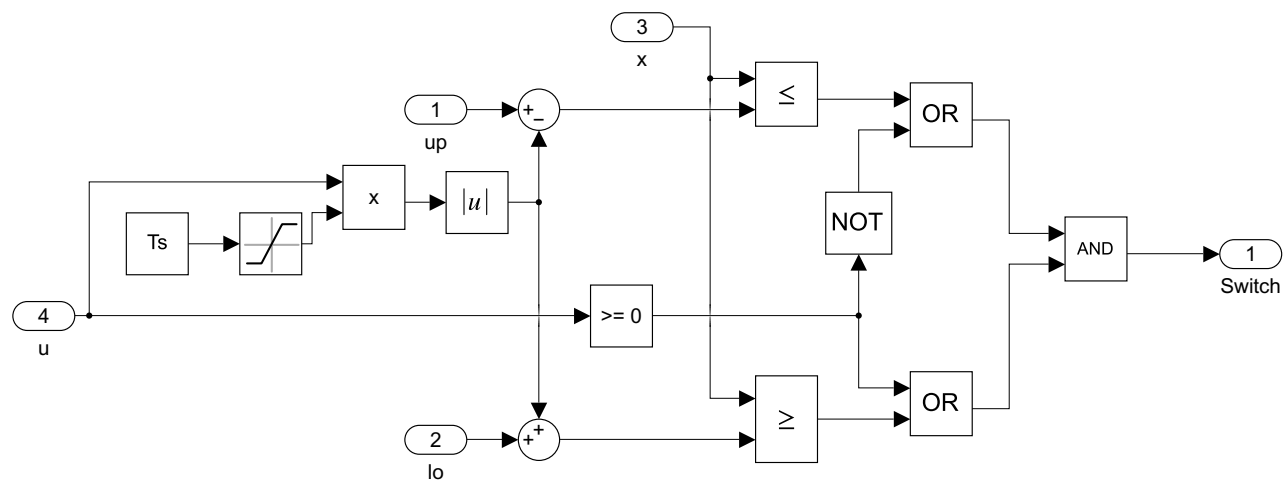 3
x
≤
1
up
+
−
OR
x
|u|
NOT
Ts
AND
1
Switch
4
u
>= 0
≥
OR
2
lo
+
+